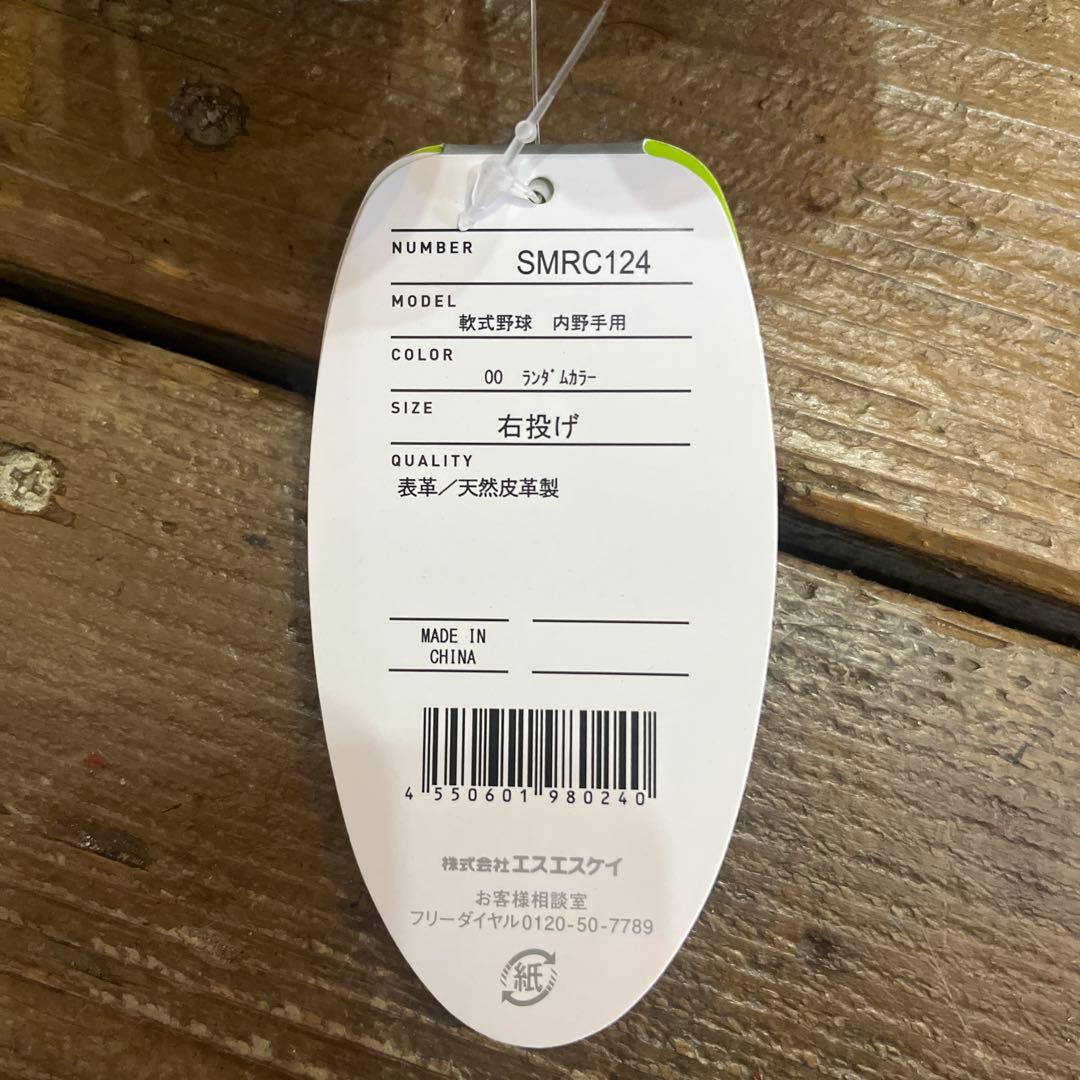 NUMBER
SMRC124
MODEL
軟式野球　内野手用
COLOR
00　ﾗﾝﾀﾞﾑｶﾗｰ
SIZE
右投げ
QUALITY
表革／天然皮革製
MADE IN
CHINA
4 550601 980240
株式会社エスエスケイ
お客様相談室
フリーダイヤル0120-50-7789
紙